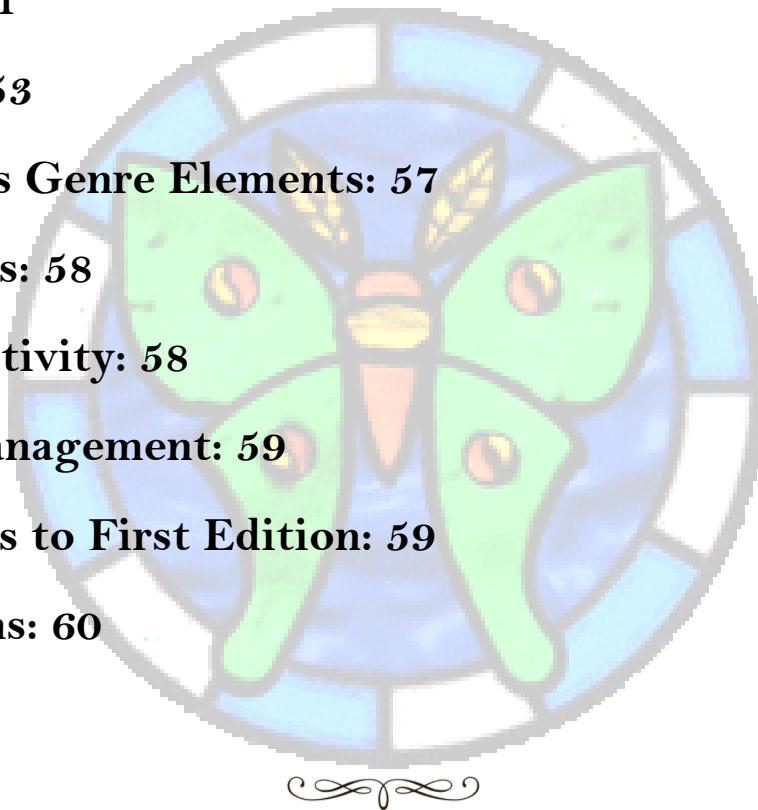 53
s Genre Elements: 57
s: 58
tivity: 58
nagement: 59
s to First Edition: 59
ns: 60